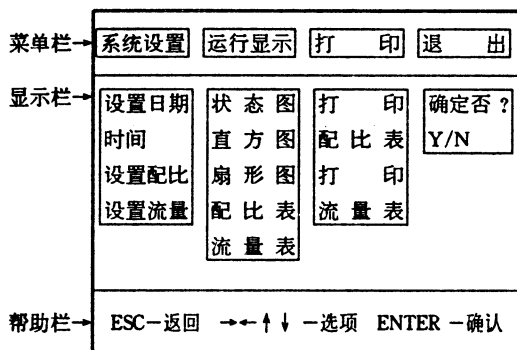 菜单栏→ 系统设置 运行显示 打印 退出
显示栏→ 设置日期 状态图 打印 确定否?
时间 直方图 配比表 Y/N
设置配比 扇形图 打印
设置流量 配比表 流量表
流量表
帮助栏→ ESC—返回 →←↑↓ —选项 ENTER —确认